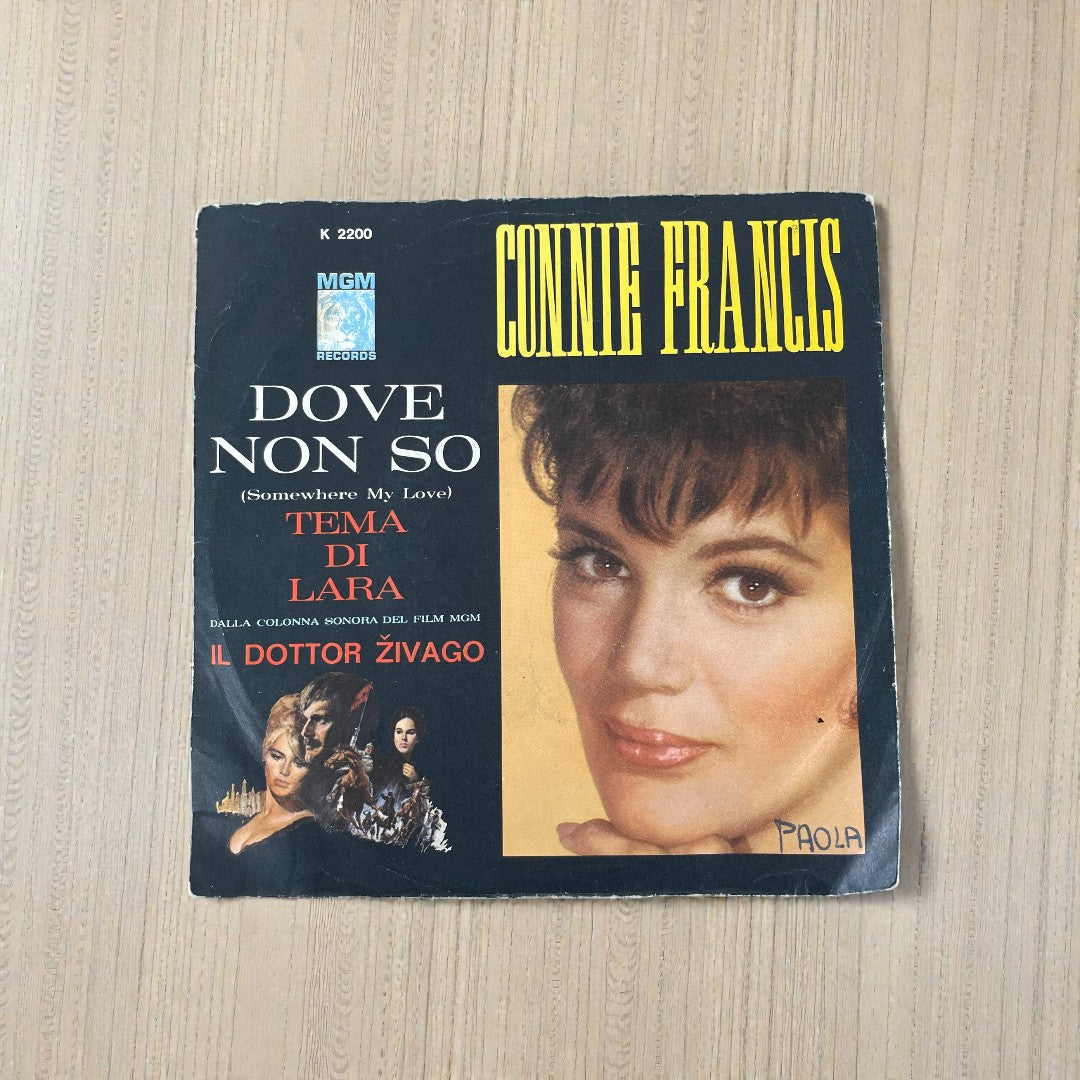 K 2200
MGM
RECORDS
CONNIE FRANCIS
DOVE
NON SO
(Somewhere My Love)
TEMA
DI
LARA
DALLA COLONNA SONORA DEL FILM MGM
IL DOTTOR ŽIVAGO
PAOLA